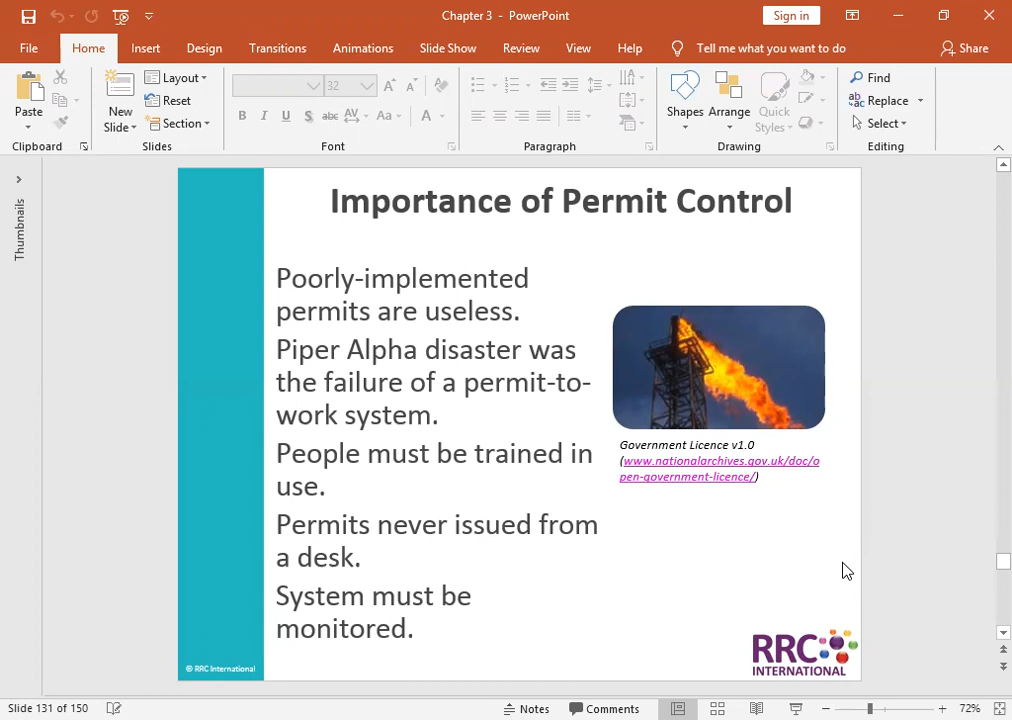 Chapter 3 - PowerPoint
Sign in
File Home Insert Design Transitions Animations Slide Show Review View Help Tell me what you want to do Share
Paste
New Slide
Layout
Reset
Section
32
B I U S abc AV Aa A
Shapes Arrange Quick Styles
Find
Replace
Select
Clipboard Slides Font Paragraph Drawing Editing
Thumbnails
Importance of Permit Control
Poorly-implemented
permits are useless.
Piper Alpha disaster was
the failure of a permit-to-
work system.
People must be trained in
use.
Permits never issued from
a desk.
System must be
monitored.
Government Licence v1.0
(www.nationalarchives.gov.uk/doc/o
pen-government-licence/)
© RRC International
RRC
INTERNATIONAL
Slide 131 of 150 Notes Comments 72%